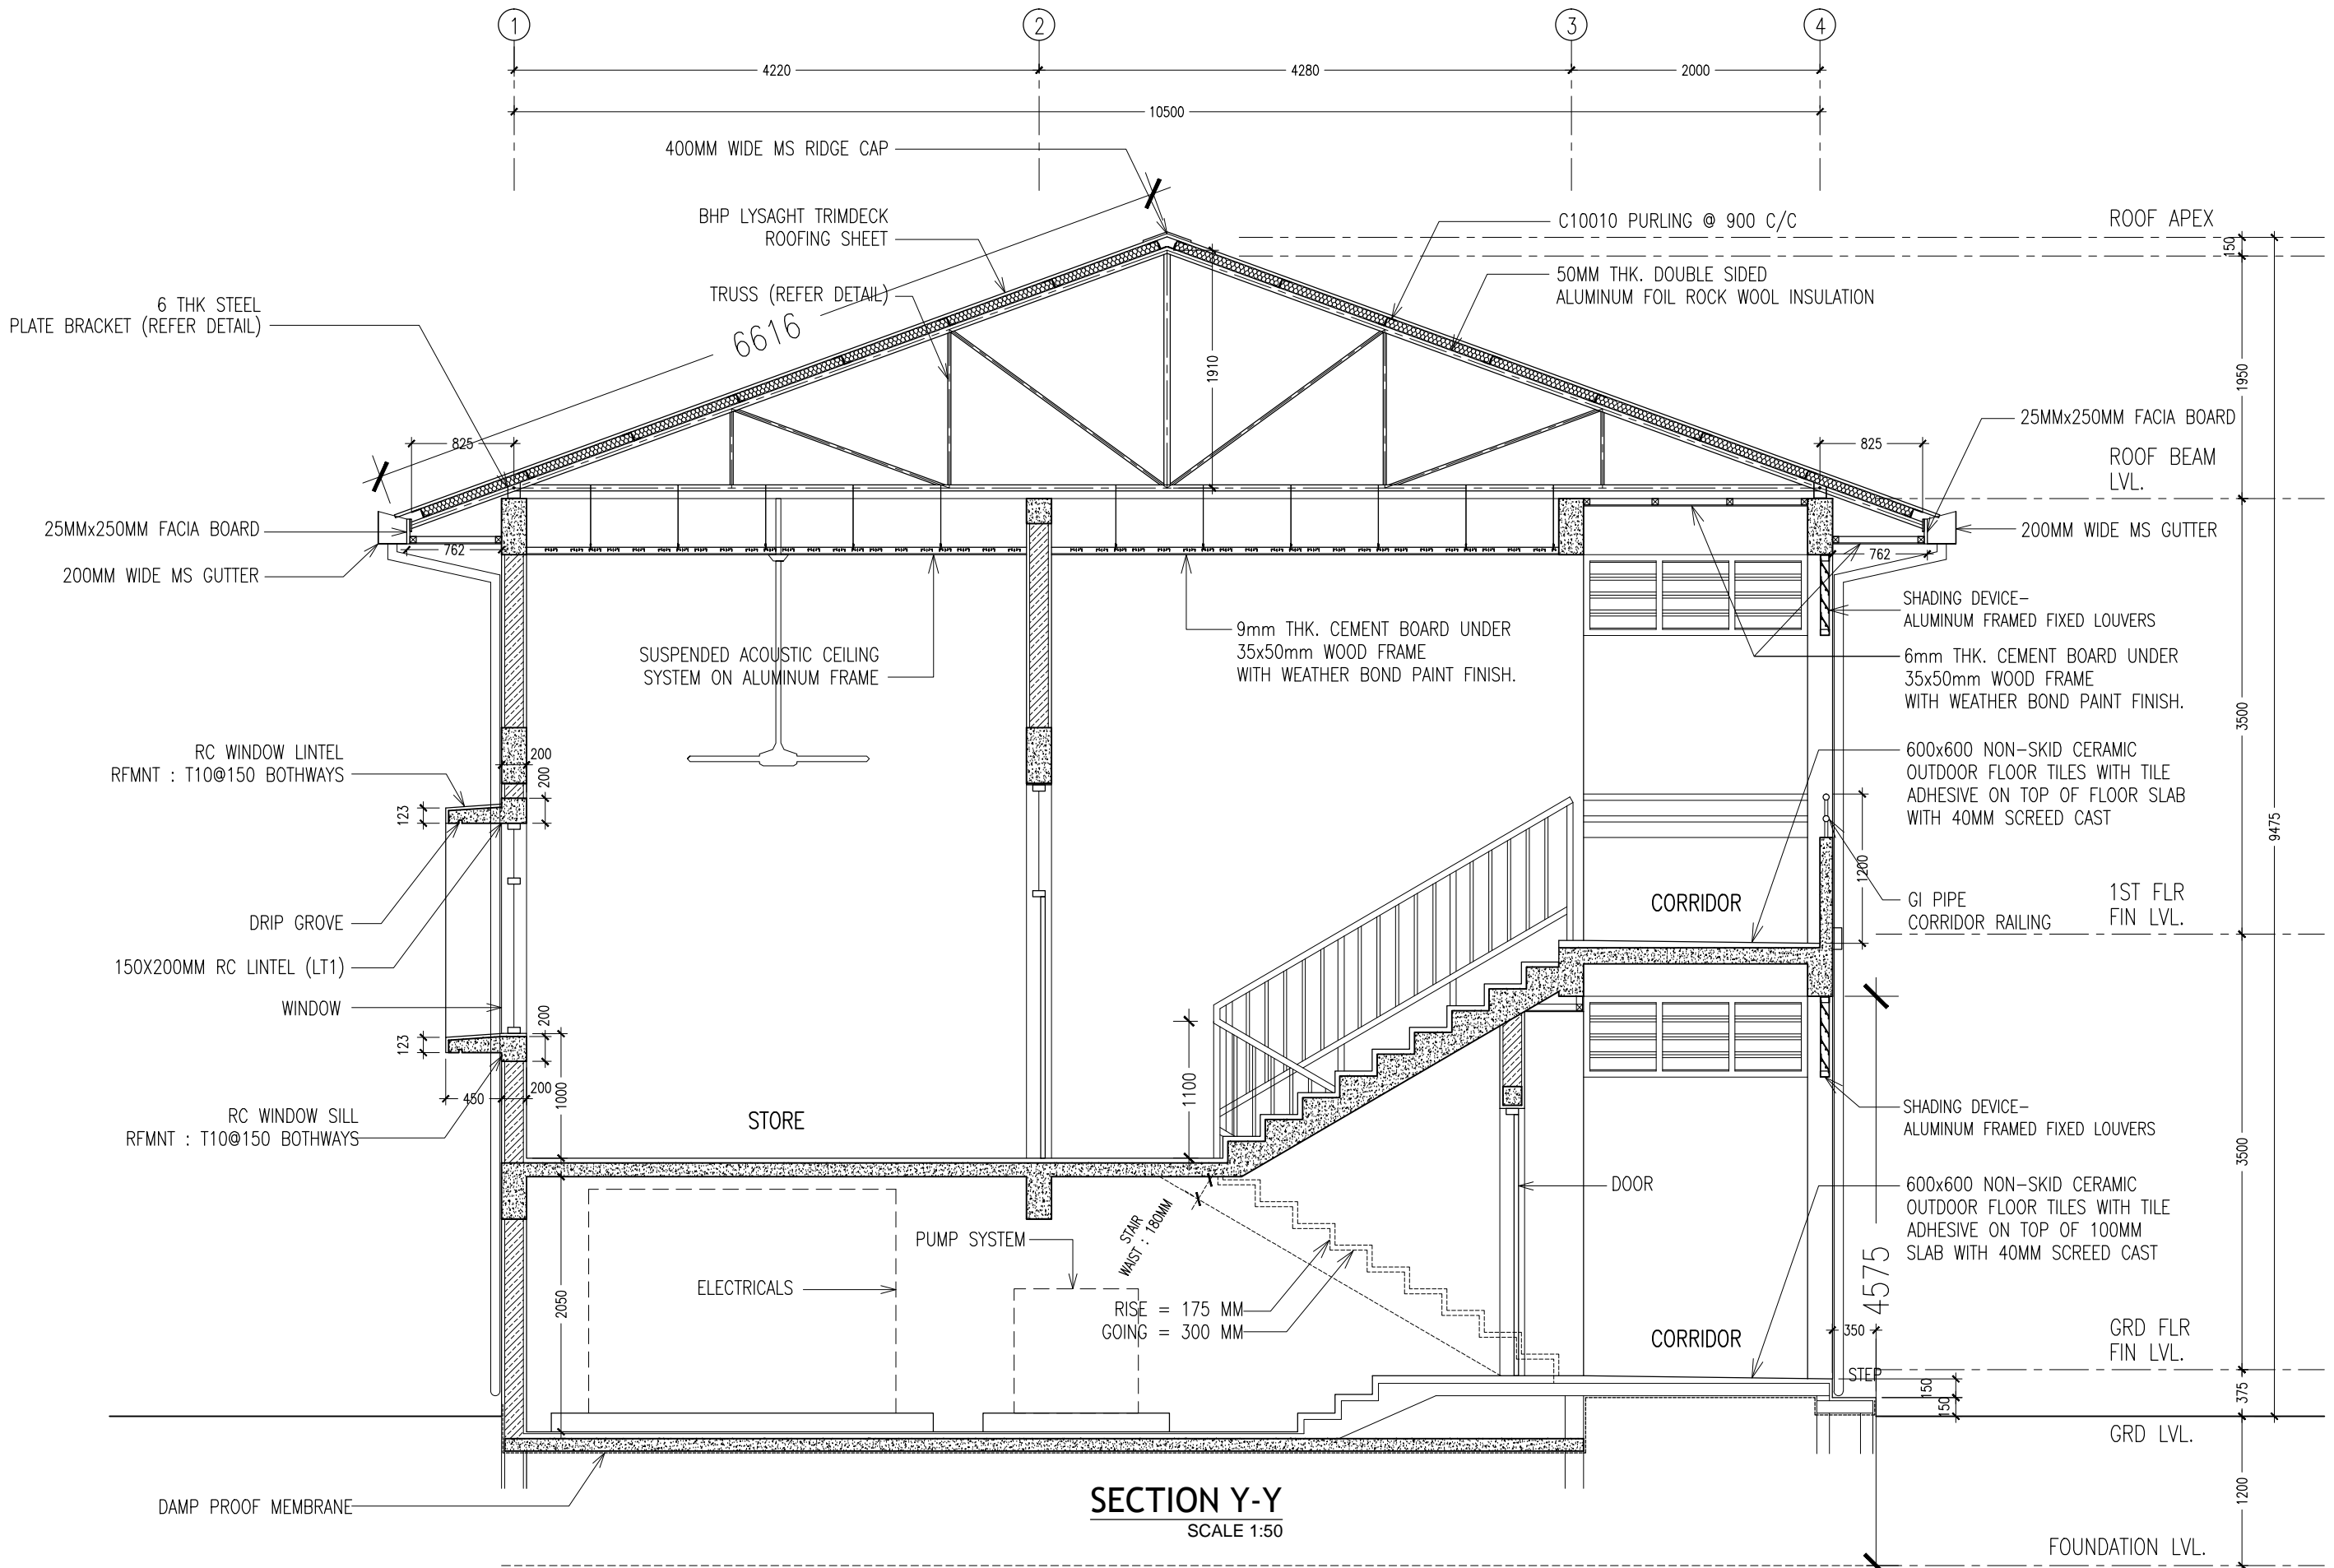 1
2
3
4
4220
4280
2000
10500
400MM WIDE MS RIDGE CAP
BHP LYSAGHT TRIMDECK
ROOFING SHEET
C10010 PURLING @ 900 C/C
ROOF APEX
150
50MM THK. DOUBLE SIDED
ALUMINUM FOIL ROCK WOOL INSULATION
TRUSS (REFER DETAIL)
6 THK STEEL
PLATE BRACKET (REFER DETAIL)
6616
1910
1950
825
825
25MMx250MM FACIA BOARD
ROOF BEAM
LVL.
25MMx250MM FACIA BOARD
762
200MM WIDE MS GUTTER
200MM WIDE MS GUTTER
762
SHADING DEVICE-
ALUMINUM FRAMED FIXED LOUVERS
9mm THK. CEMENT BOARD UNDER
35x50mm WOOD FRAME
WITH WEATHER BOND PAINT FINISH.
SUSPENDED ACOUSTIC CEILING
SYSTEM ON ALUMINUM FRAME
6mm THK. CEMENT BOARD UNDER
35x50mm WOOD FRAME
WITH WEATHER BOND PAINT FINISH.
3500
RC WINDOW LINTEL
RFMNT : T10@150 BOTHWAYS
200
200
123
600x600 NON-SKID CERAMIC
OUTDOOR FLOOR TILES WITH TILE
ADHESIVE ON TOP OF FLOOR SLAB
WITH 40MM SCREED CAST
9475
1200
DRIP GROVE
CORRIDOR
GI PIPE
CORRIDOR RAILING
1ST FLR
FIN LVL.
150X200MM RC LINTEL (LT1)
WINDOW
200
123
1000
200
450
1100
RC WINDOW SILL
RFMNT : T10@150 BOTHWAYS
STORE
SHADING DEVICE-
ALUMINUM FRAMED FIXED LOUVERS
3500
DOOR
600x600 NON-SKID CERAMIC
OUTDOOR FLOOR TILES WITH TILE
ADHESIVE ON TOP OF 100MM
SLAB WITH 40MM SCREED CAST
STAIR
WAIST : 180MM
PUMP SYSTEM
ELECTRICALS
2050
RISE = 175 MM
GOING = 300 MM
4575
CORRIDOR
350
GRD FLR
FIN LVL.
STEP
150
150
375
GRD LVL.
1200
DAMP PROOF MEMBRANE
SECTION Y-Y
SCALE 1:50
FOUNDATION LVL.